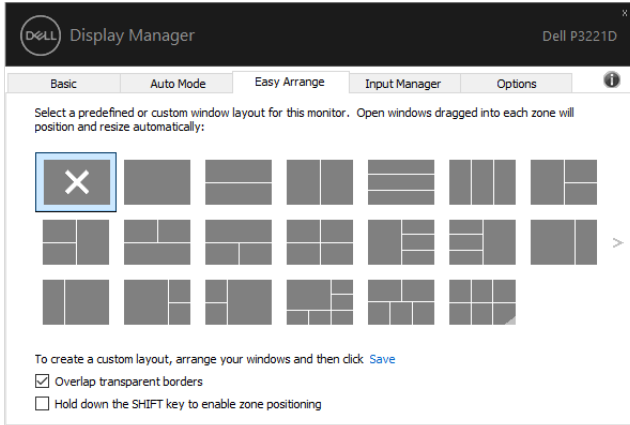 x
DELL Display Manager
Dell P3221D
Basic
Auto Mode
Easy Arrange
Input Manager
Options
Select a predefined or custom window layout for this monitor. Open windows dragged into each zone will
position and resize automatically:
To create a custom layout, arrange your windows and then click Save
Overlap transparent borders
Hold down the SHIFT key to enable zone positioning